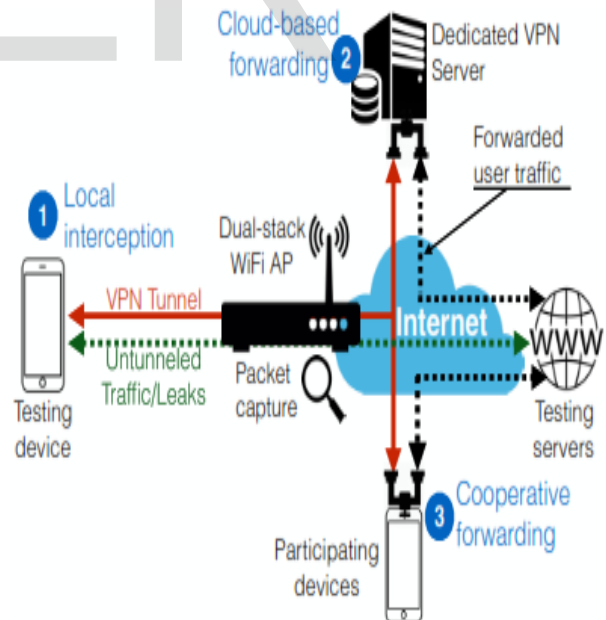 Cloud-based
forwarding 2
Dedicated VPN
Server
Forwarded
user traffic
1 Local
interception
Dual-stack
WiFi AP
VPN Tunnel
Internet
WWW
Untunneled
Traffic/Leaks
Packet
capture
Testing
device
Testing
servers
3 Cooperative
forwarding
Participating
devices